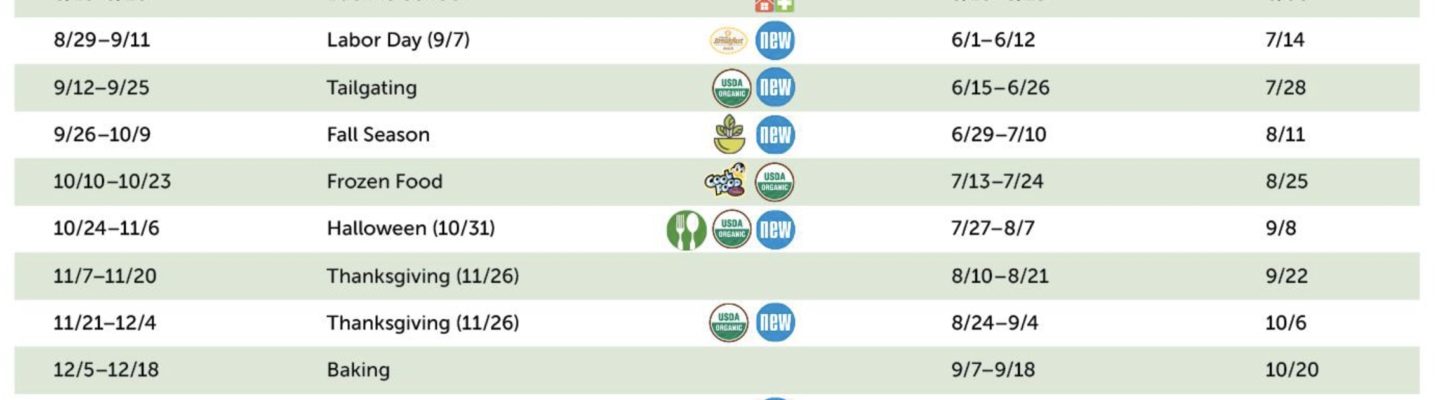 8/29–9/11 Labor Day (9/7) Breakfast new 6/1–6/12 7/14
9/12–9/25 Tailgating USDA ORGANIC new 6/15–6/26 7/28
9/26–10/9 Fall Season new 6/29–7/10 8/11
10/10–10/23 Frozen Food COOL FOOD USDA ORGANIC 7/13–7/24 8/25
10/24–11/6 Halloween (10/31) USDA ORGANIC new 7/27–8/7 9/8
11/7–11/20 Thanksgiving (11/26) 8/10–8/21 9/22
11/21–12/4 Thanksgiving (11/26) USDA ORGANIC new 8/24–9/4 10/6
12/5–12/18 Baking 9/7–9/18 10/20